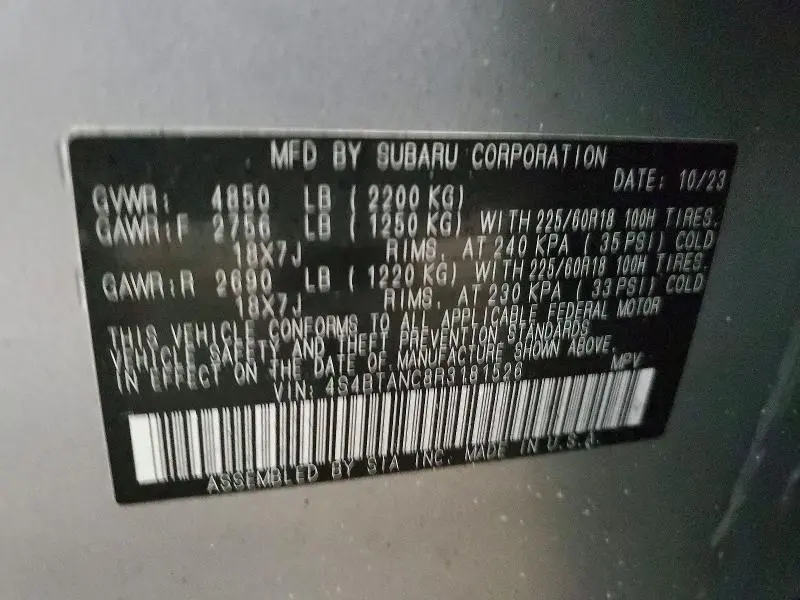 MFD BY SUBARU CORPORATION
DATE: 10/23
GVWR: 4850 LB (2200 KG)
GAWR:F 2756 LB (1250 KG) WITH 225/60R18 100H TIRES,
18X7J RIMS, AT 240 KPA (35 PSI) COLD
GAWR:R 2690 LB (1220 KG) WITH 225/60R18 100H TIRES,
18X7J RIMS, AT 230 KPA (33 PSI) COLD
THIS VEHICLE CONFORMS TO ALL APPLICABLE FEDERAL MOTOR
VEHICLE SAFETY AND THEFT PREVENTION STANDARDS
IN EFFECT ON THE DATE OF MANUFACTURE SHOWN ABOVE.
VIN: 4S4BTANC8R3181526 MPV
ASSEMBLED BY SIA INC. MADE IN U.S.A.